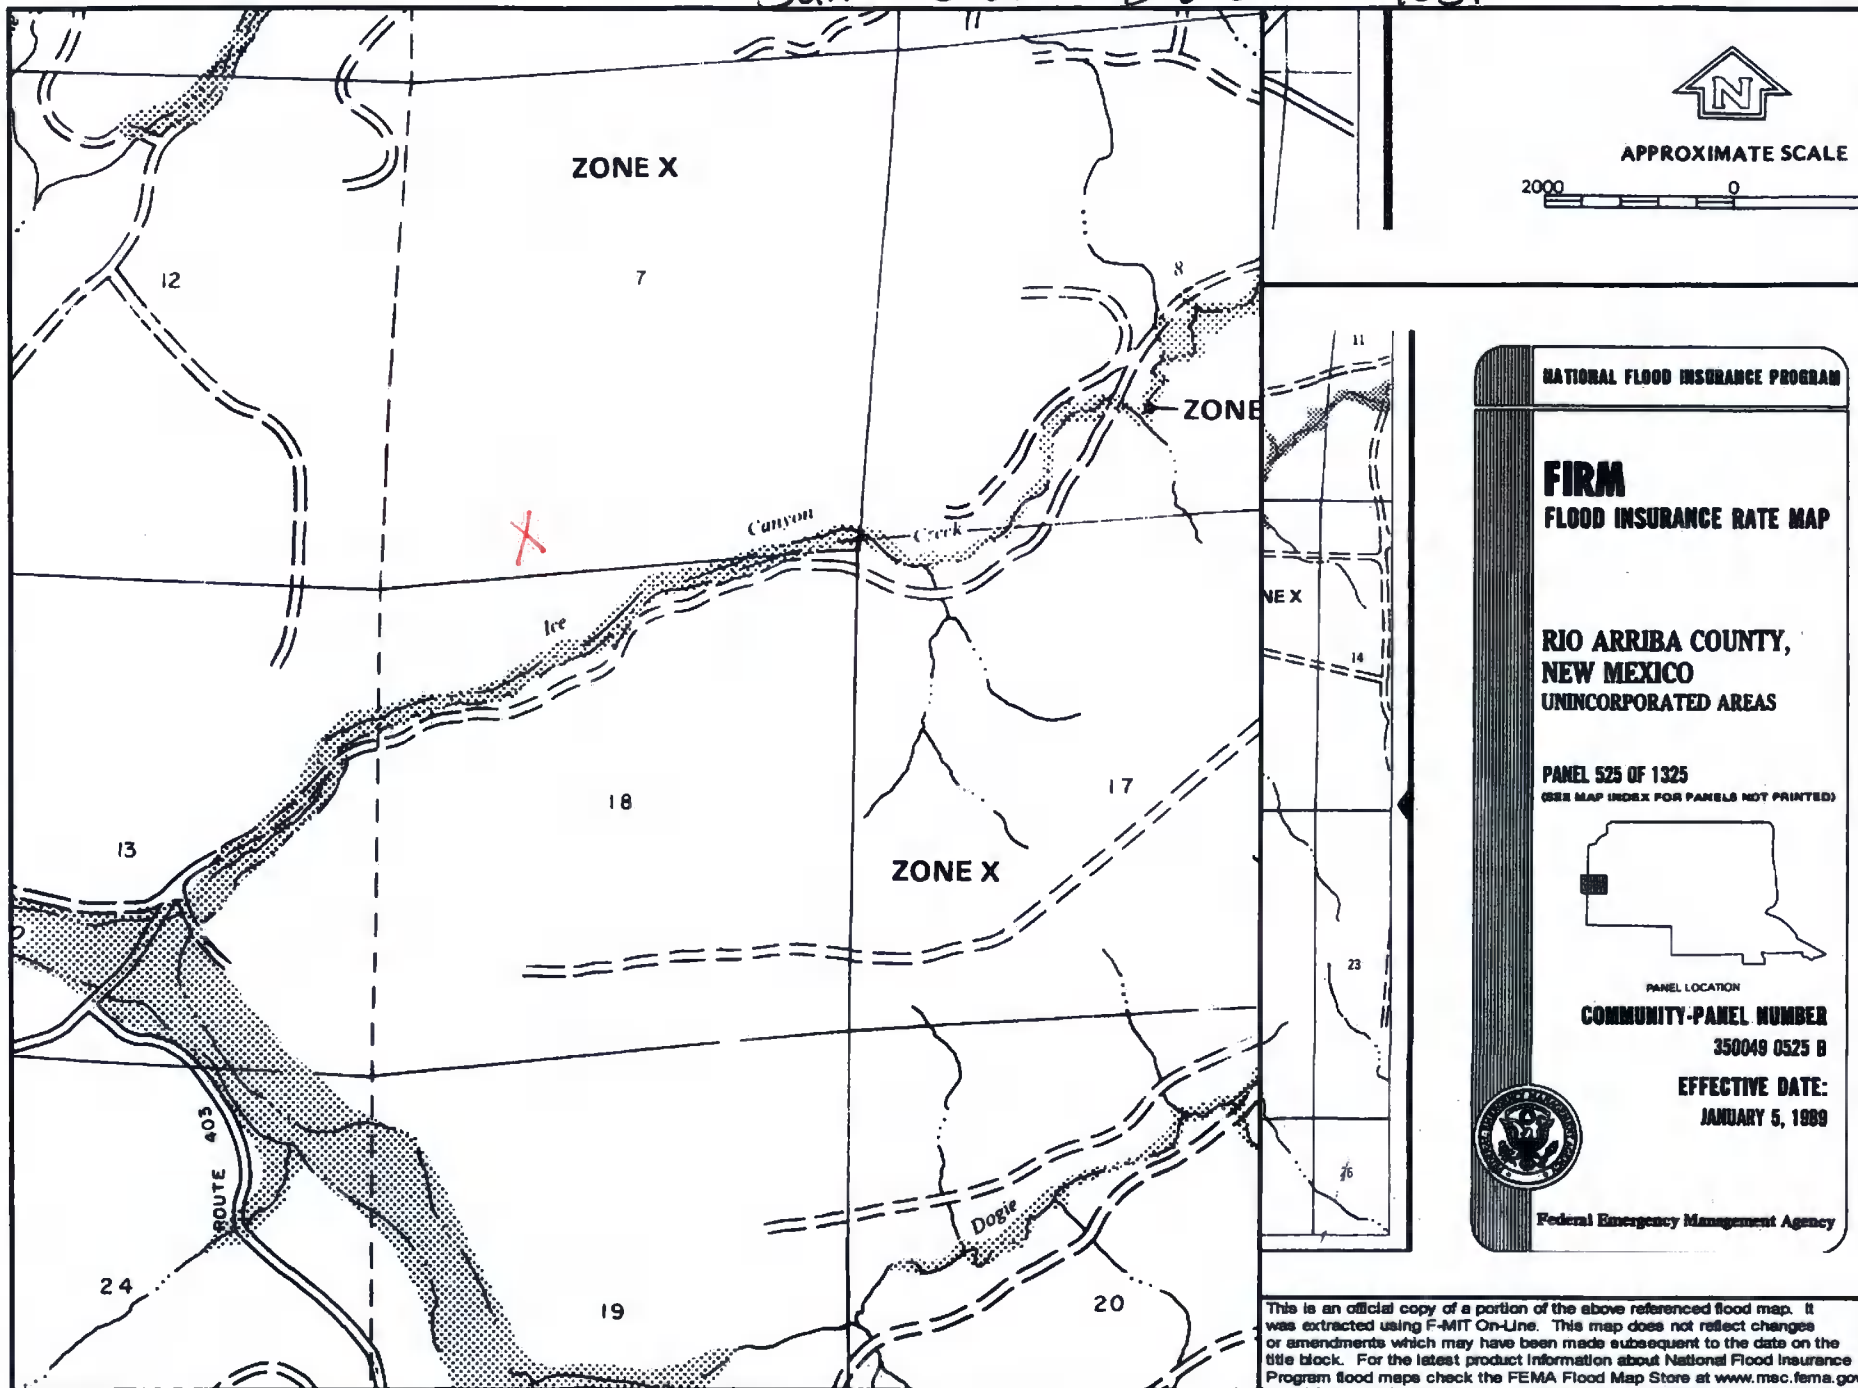 ZONE X
12
7
8
ZONE
Canyon
Creek
Ice
18
17
13
ZONE X
ROUTE 403
Dogie
24
19
20
11
NE X
14
23
26
N
APPROXIMATE SCALE
2000 0
NATIONAL FLOOD INSURANCE PROGRAM
FIRM
FLOOD INSURANCE RATE MAP
RIO ARRIBA COUNTY,
NEW MEXICO
UNINCORPORATED AREAS
PANEL 525 OF 1325
(SEE MAP INDEX FOR PANELS NOT PRINTED)
PANEL LOCATION
COMMUNITY-PANEL NUMBER
350049 0525 B
EFFECTIVE DATE:
JANUARY 5, 1989
Federal Emergency Management Agency
This is an official copy of a portion of the above referenced flood map. It
was extracted using F-MIT On-Line. This map does not reflect changes
or amendments which may have been made subsequent to the date on the
title block. For the latest product information about National Flood Insurance
Program flood maps check the FEMA Flood Map Store at www.msc.fema.gov